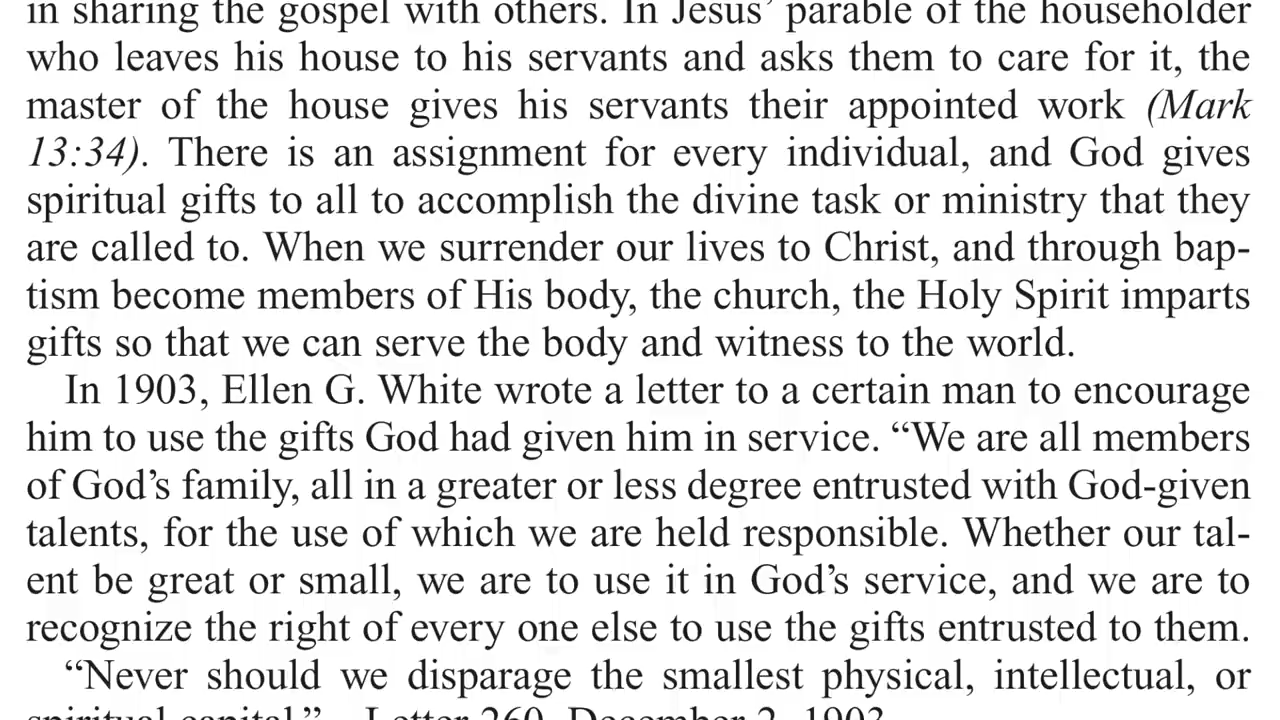 in sharing the gospel with others. In Jesus’ parable of the householder
who leaves his house to his servants and asks them to care for it, the
master of the house gives his servants their appointed work (Mark
13:34). There is an assignment for every individual, and God gives
spiritual gifts to all to accomplish the divine task or ministry that they
are called to. When we surrender our lives to Christ, and through bap-
tism become members of His body, the church, the Holy Spirit imparts
gifts so that we can serve the body and witness to the world.
In 1903, Ellen G. White wrote a letter to a certain man to encourage
him to use the gifts God had given him in service. “We are all members
of God’s family, all in a greater or less degree entrusted with God-given
talents, for the use of which we are held responsible. Whether our tal-
ent be great or small, we are to use it in God’s service, and we are to
recognize the right of every one else to use the gifts entrusted to them.
“Never should we disparage the smallest physical, intellectual, or
spiritual capital.”—Letter 260, December 2, 1903.